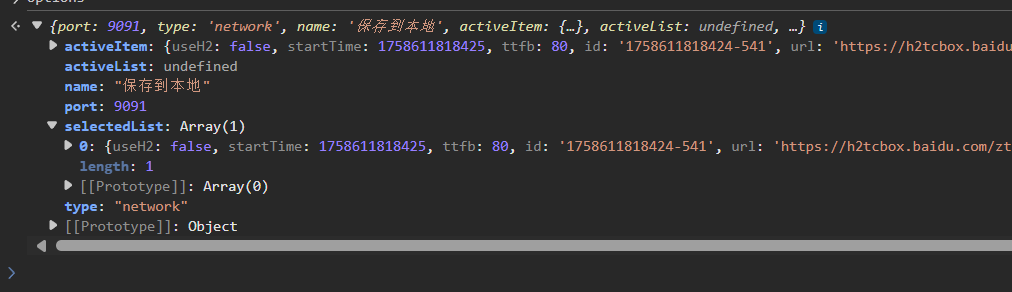 options
{port: 9091, type: 'network', name: '保存到本地', activeItem: {…}, activeList: undefined, …} i
activeItem: {useH2: false, startTime: 1758611818425, ttfb: 80, id: '1758611818424-541', url: 'https://h2tcbox.baidu
activeList: undefined
name: "保存到本地"
port: 9091
selectedList: Array(1)
0: {useH2: false, startTime: 1758611818425, ttfb: 80, id: '1758611818424-541', url: 'https://h2tcbox.baidu.com/zt
length: 1
[[Prototype]]: Array(0)
type: "network"
[[Prototype]]: Object